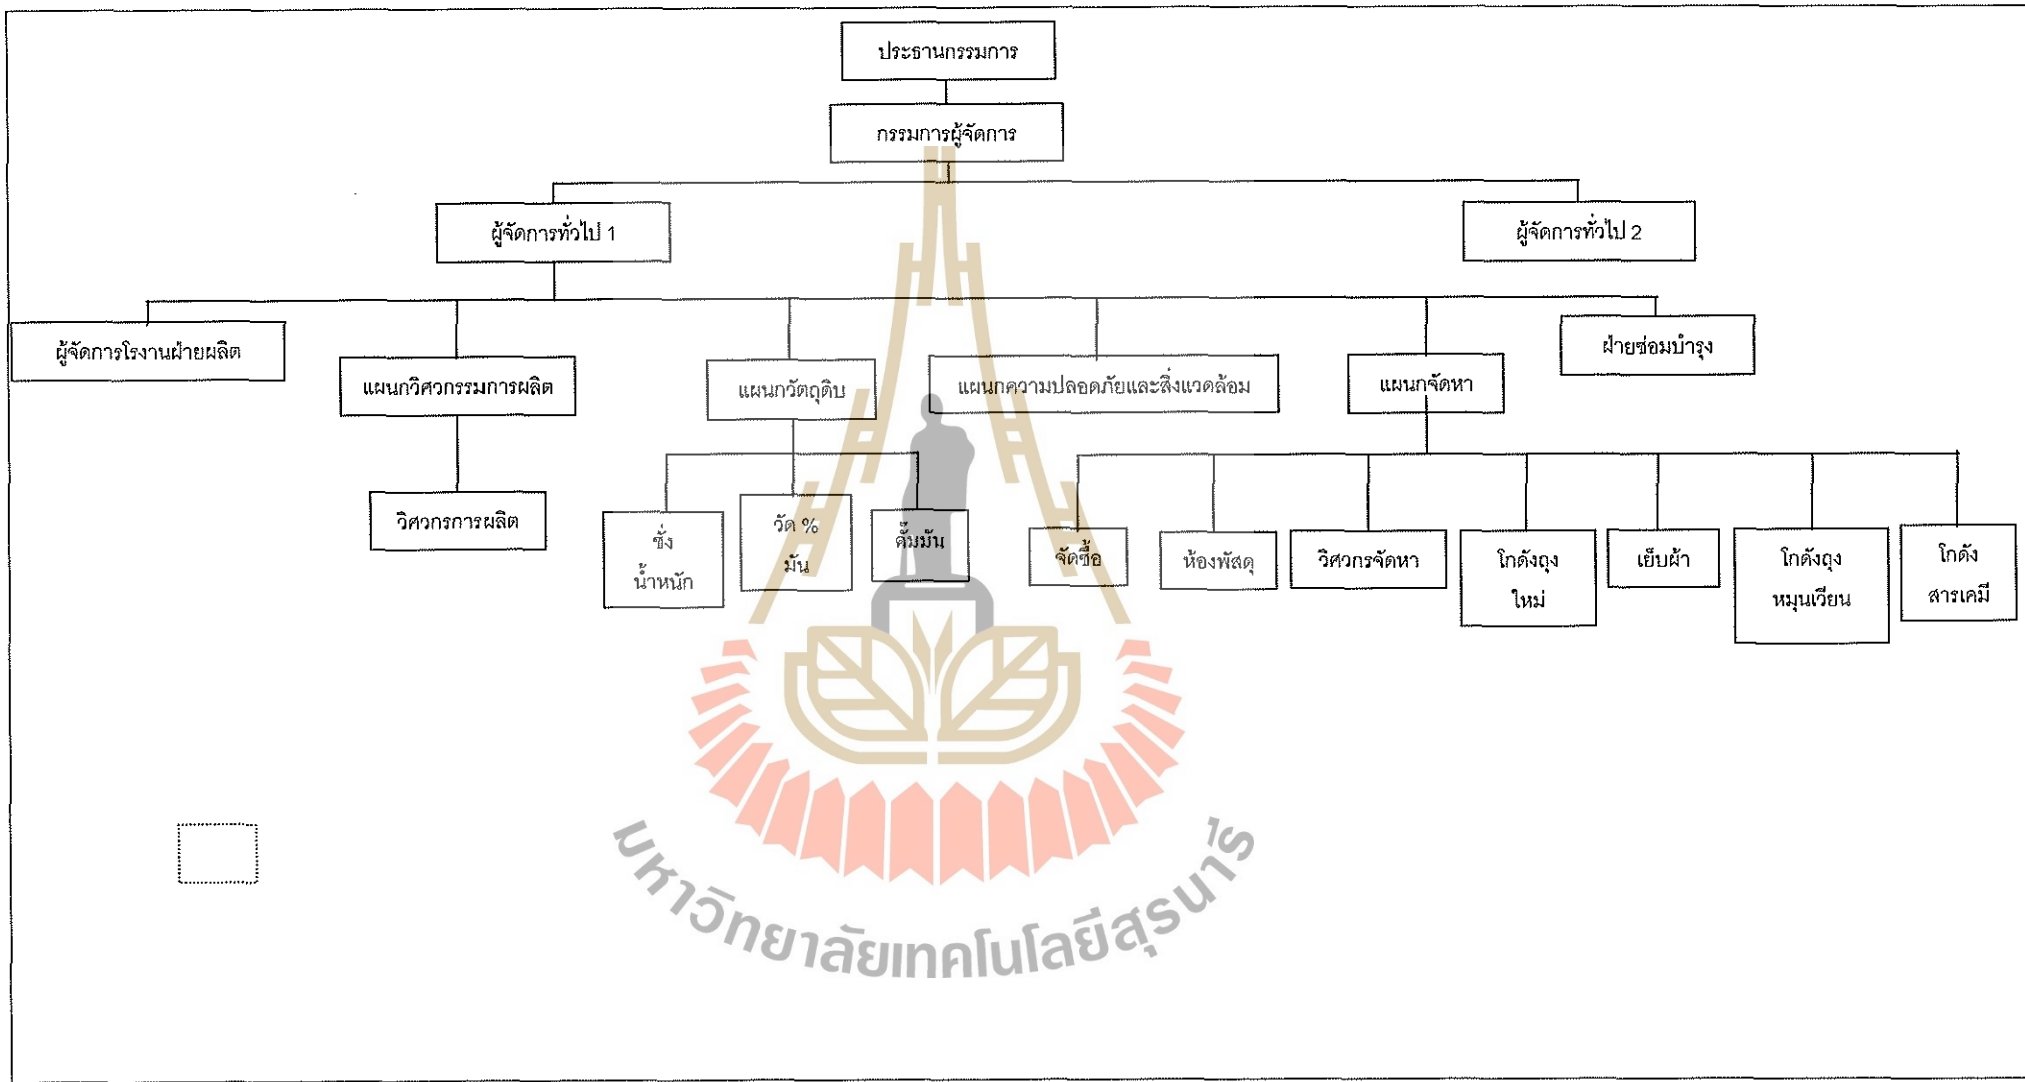 ประธานกรรมการ
กรรมการผู้จัดการ
ผู้จัดการทั่วไป 1
ผู้จัดการทั่วไป 2
ผู้จัดการโรงานฝ่ายผลิต
แผนกวิศวกรรมการผลิต
แผนกวัตถุดิบ
แผนกความปลอดภัยและสิ่งแวดล้อม
แผนกจัดหา
ฝ่ายซ่อมบำรุง
วิศวกรการผลิต
ชั่ง
น้ำหนัก
วัด %
มัน
คั๊มมัน
จัดซื้อ
ห้องพัสดุ
วิศวกรจัดหา
โกดังถุง
ใหม่
เย็บผ้า
โกดังถุง
หมุนเวียน
โกดัง
สารเคมี
มหาวิทยาลัยเทคโนโลยีสุรนารี